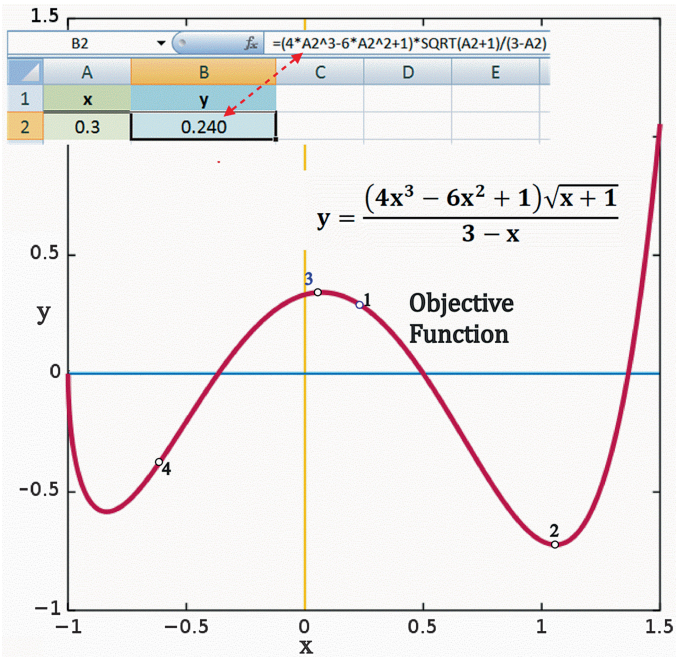 1.5
B2 fx =(4*A2^3-6*A2^2+1)*SQRT(A2+1)/(3-A2)
A B C D E
1 x y
2 0.3 0.240
y = (4x³ − 6x² + 1)√x + 1
3 − x
0.5
3
1
Objective
Function
y
0
4
−0.5
2
−1
−1 −0.5 0 0.5 1 1.5
x